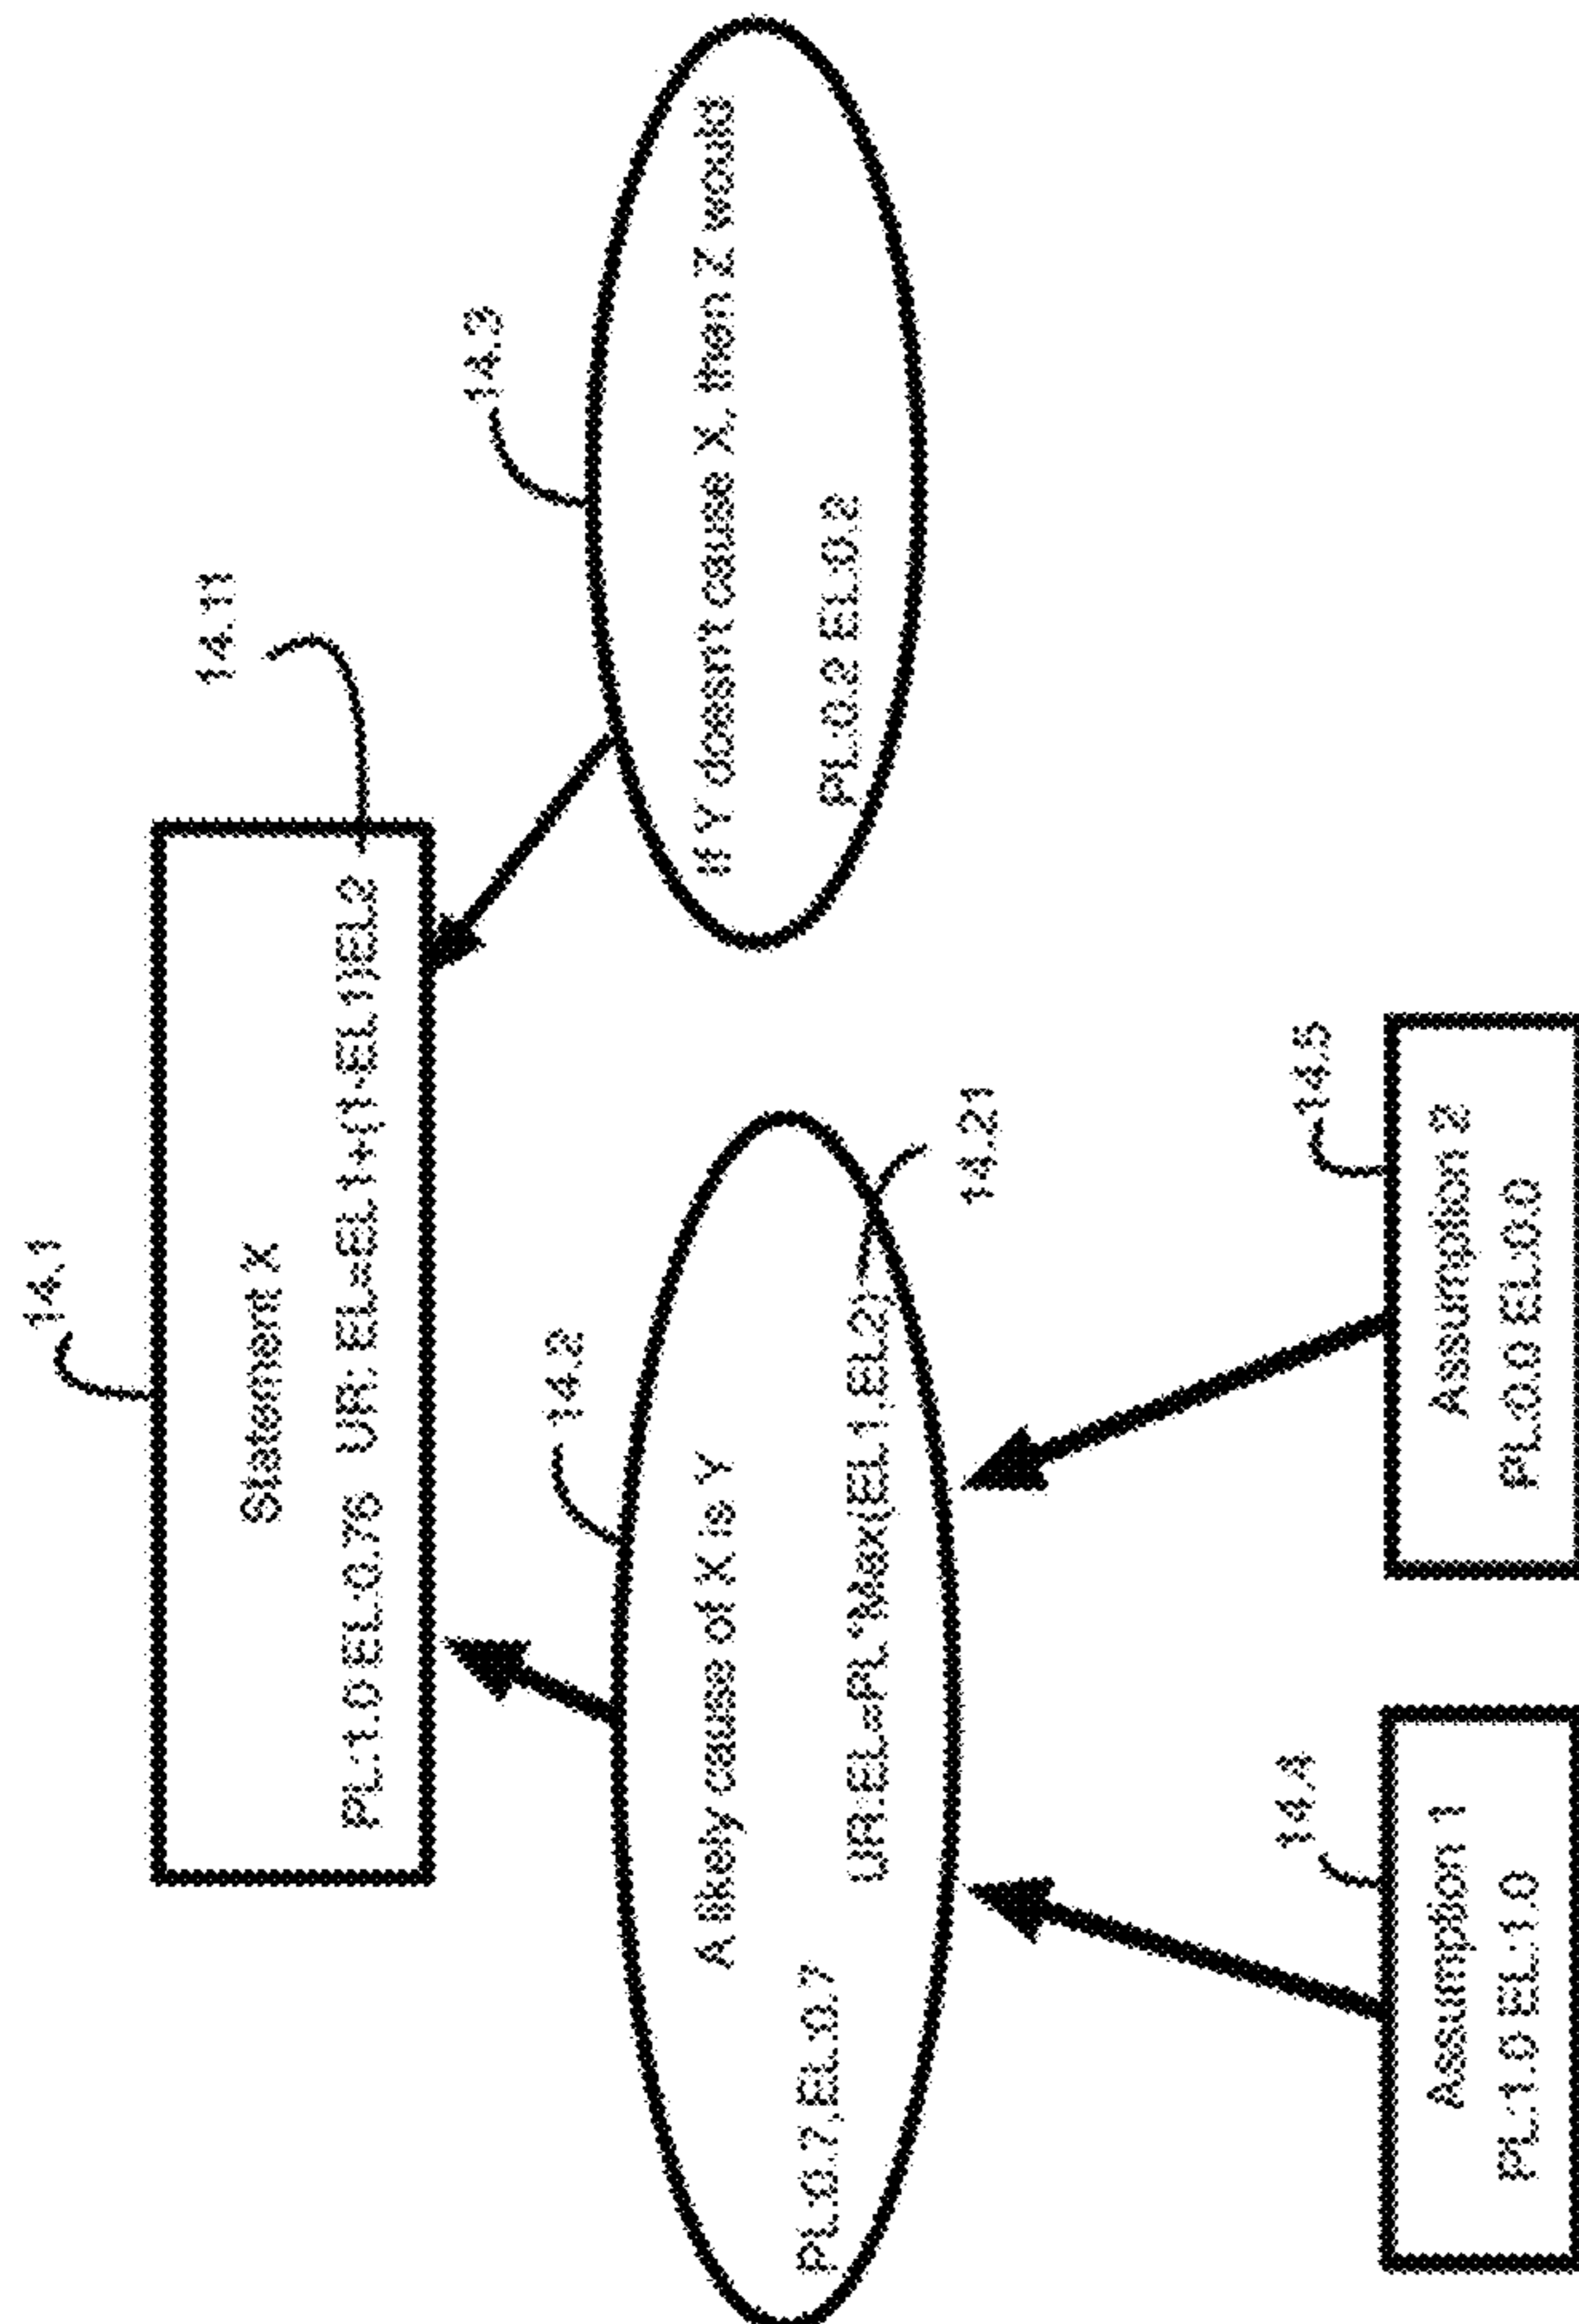 14.1
Statement X
PL:1.0 EL:0.76 UR: EL=EL1+(1-EL1)EL2
14.11
14.2
A likely cause of X is Y
PL:0.7,EL:0.7
UR:EL=PL*Max(EL1,EL2)
14.21
14.3
If Y doesn't cause X, then Z would
PL:0.2 EL:0.2
14.4
Assumption 1
PL:1.0 EL:1.0
14.5
Assumption 2
PL:0.0 EL:0.0